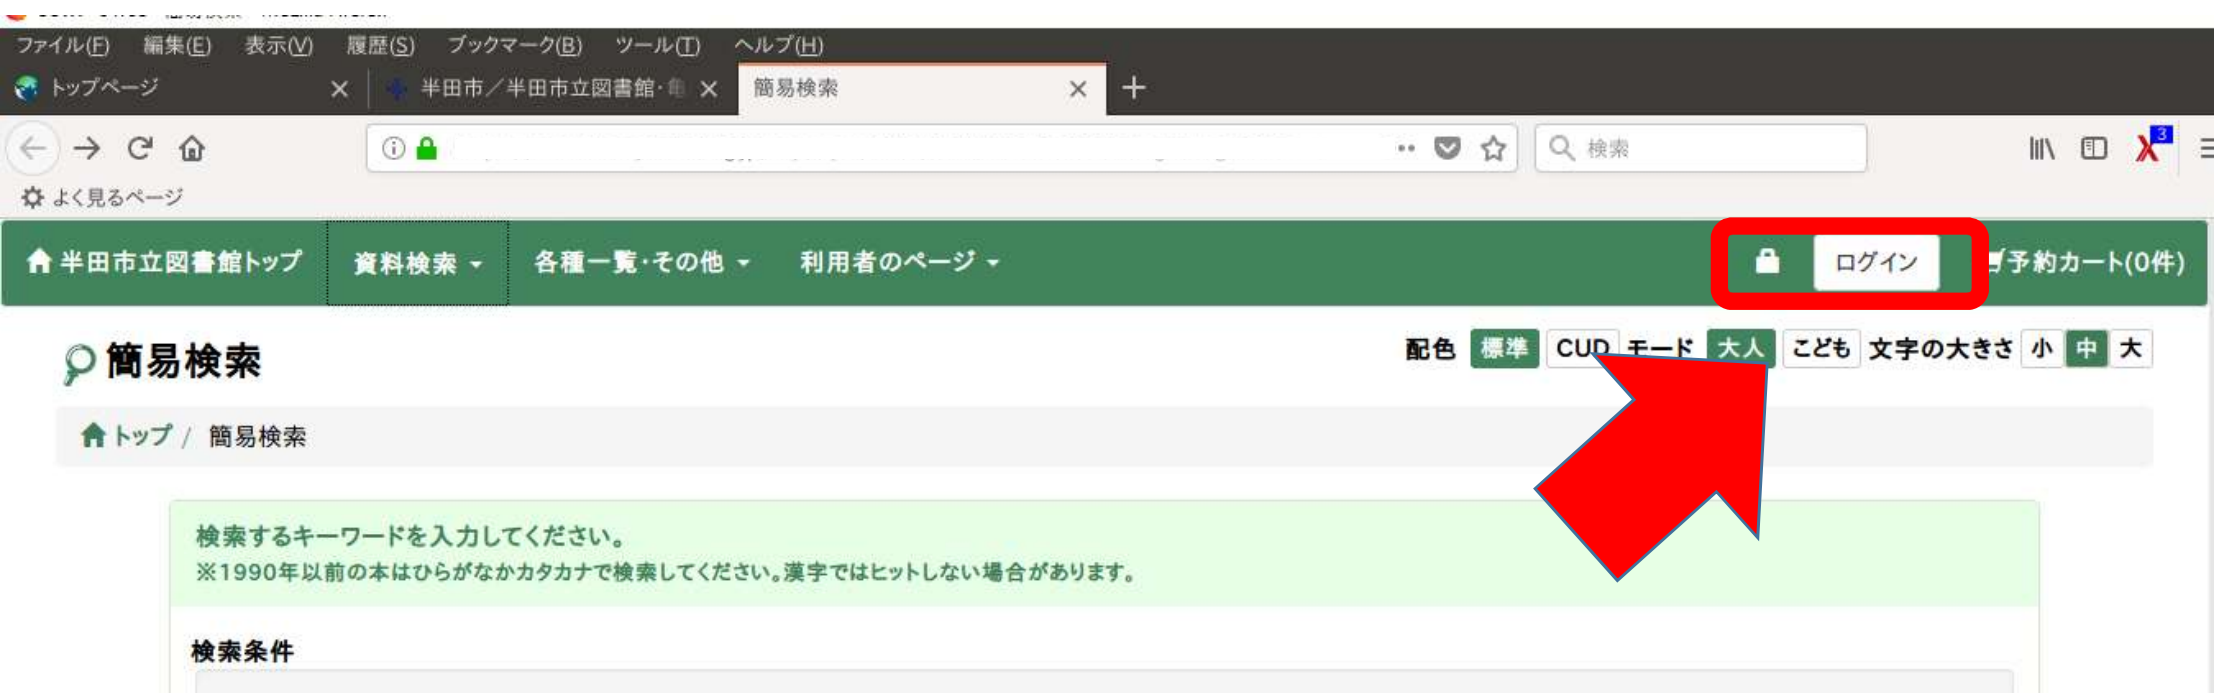 ファイル(F) 編集(E) 表示(V) 履歴(S) ブックマーク(B) ツール(T) ヘルプ(H)
トップページ 半田市／半田市立図書館・亀 簡易検索
検索 3
よく見るページ
半田市立図書館トップ 資料検索 各種一覧・その他 利用者のページ ログイン 予約カート(0件)
簡易検索 配色 標準 CUD モード 大人 こども 文字の大きさ 小 中 大
トップ / 簡易検索
検索するキーワードを入力してください。
※1990年以前の本はひらがなかカタカナで検索してください。漢字ではヒットしない場合があります。
検索条件